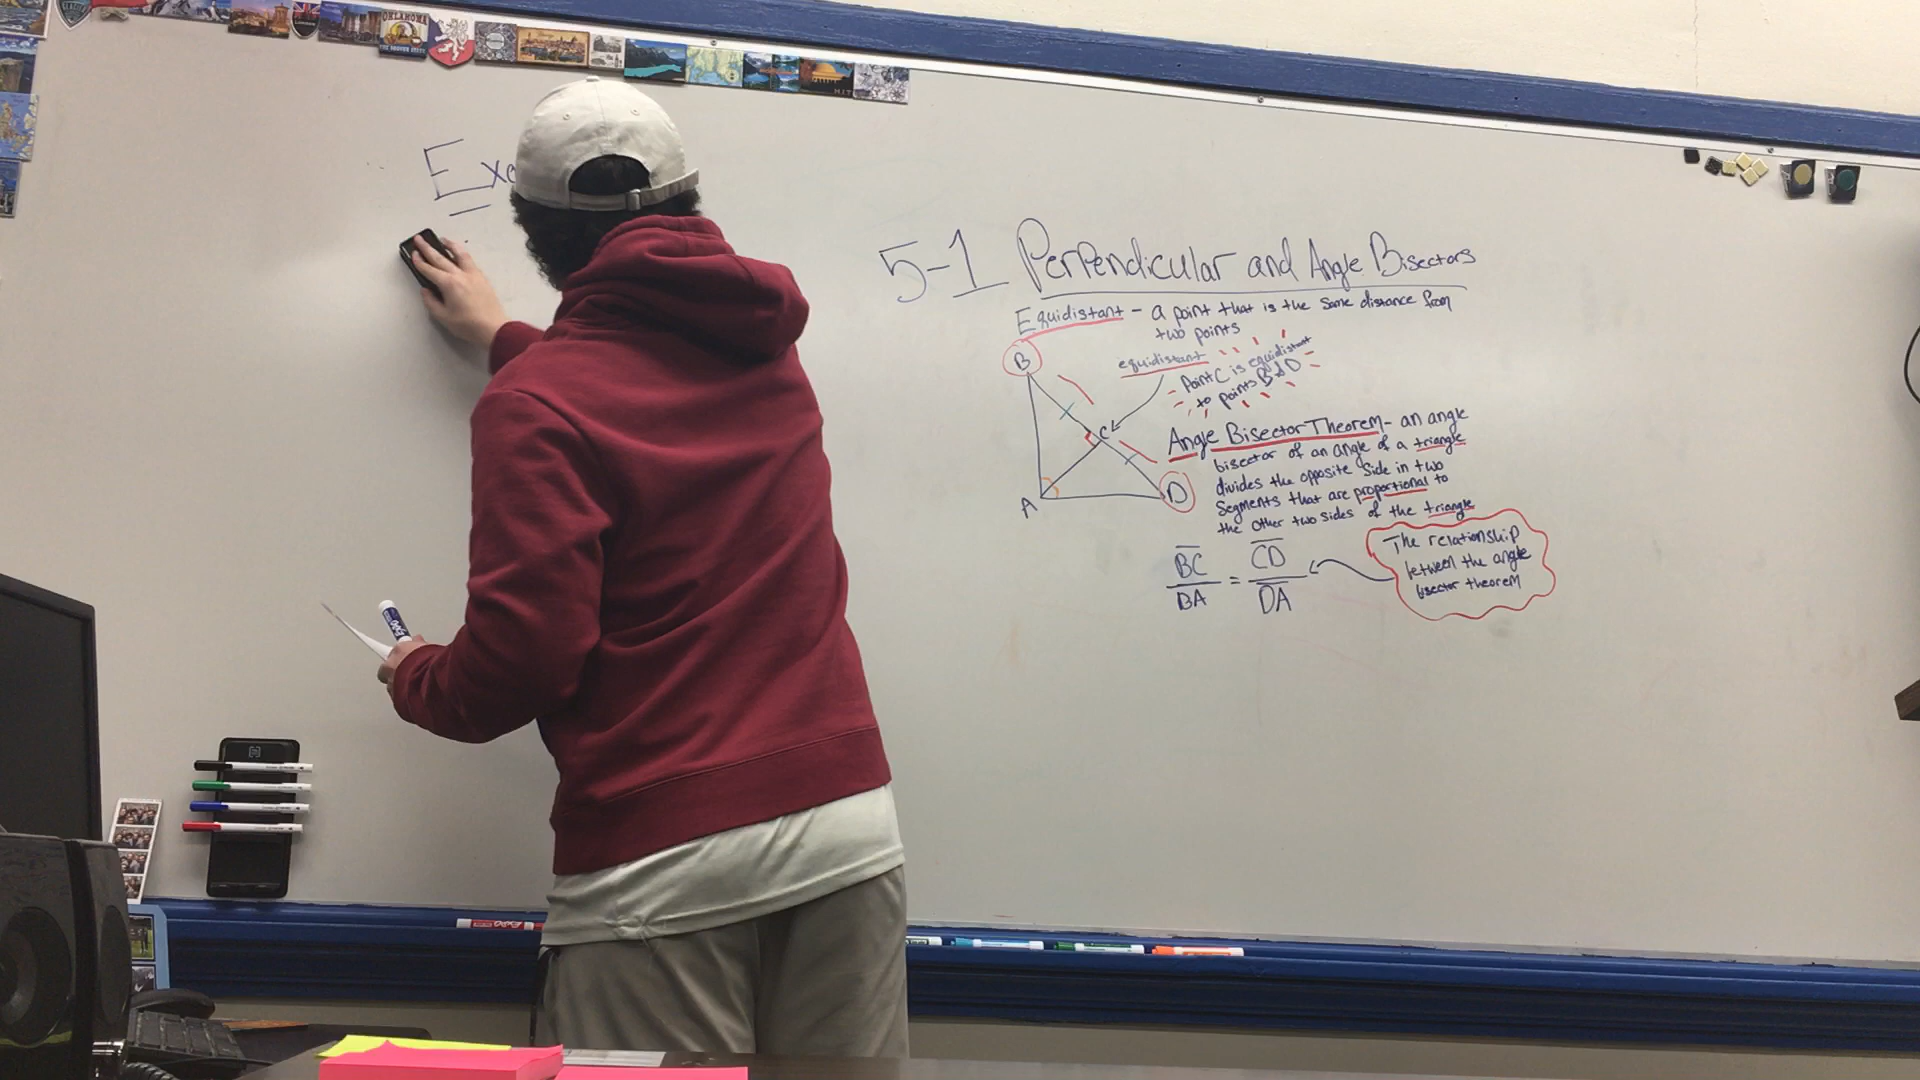 OKLAHOMA
MIT
Exa
5-1 Perpendicular and Angle Bisectors
Equidistant - a point that is the same distance from
two points
B
equidistant
Point C is equidistant
to points B & D
C
A
D
Angle Bisector Theorem - an angle
bisector of an angle of a triangle
divides the opposite side in two
segments that are proportional to
the other two sides of the triangle
BC/BA = CD/DA
The relationship
between the angle
bisector theorem
EXPO